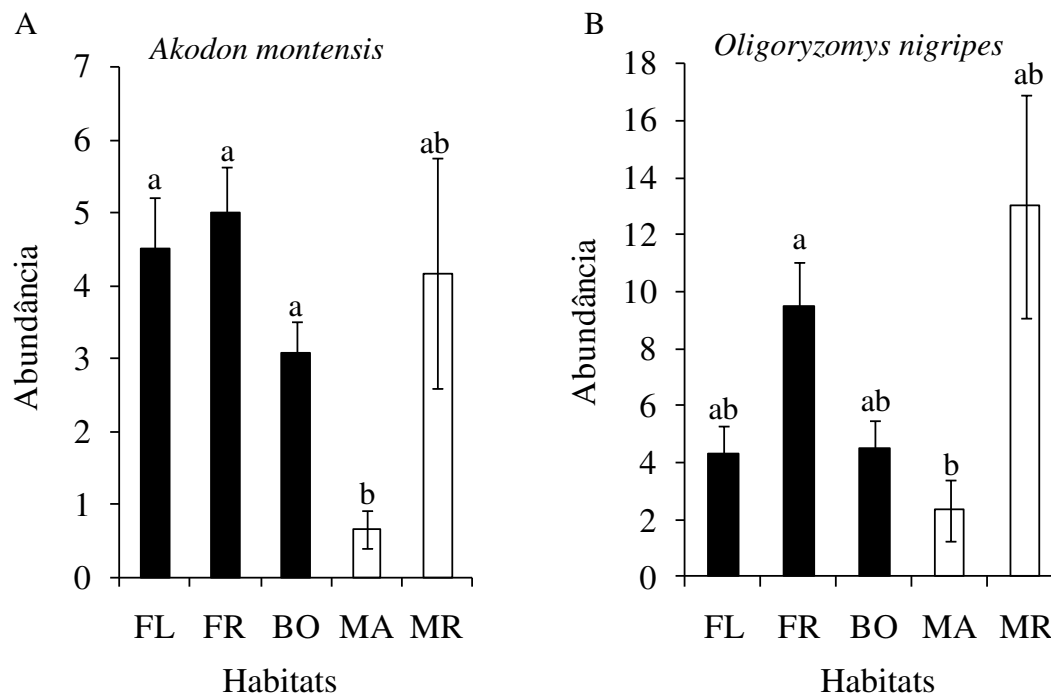 A
Akodon montensis
7
6
5
4
3
2
1
0
Abundância
a
a
a
b
ab
FL FR BO MA MR
Habitats
B
Oligoryzomys nigripes
18
16
14
12
10
8
6
4
2
0
Abundância
ab
a
ab
b
ab
FL FR BO MA MR
Habitats